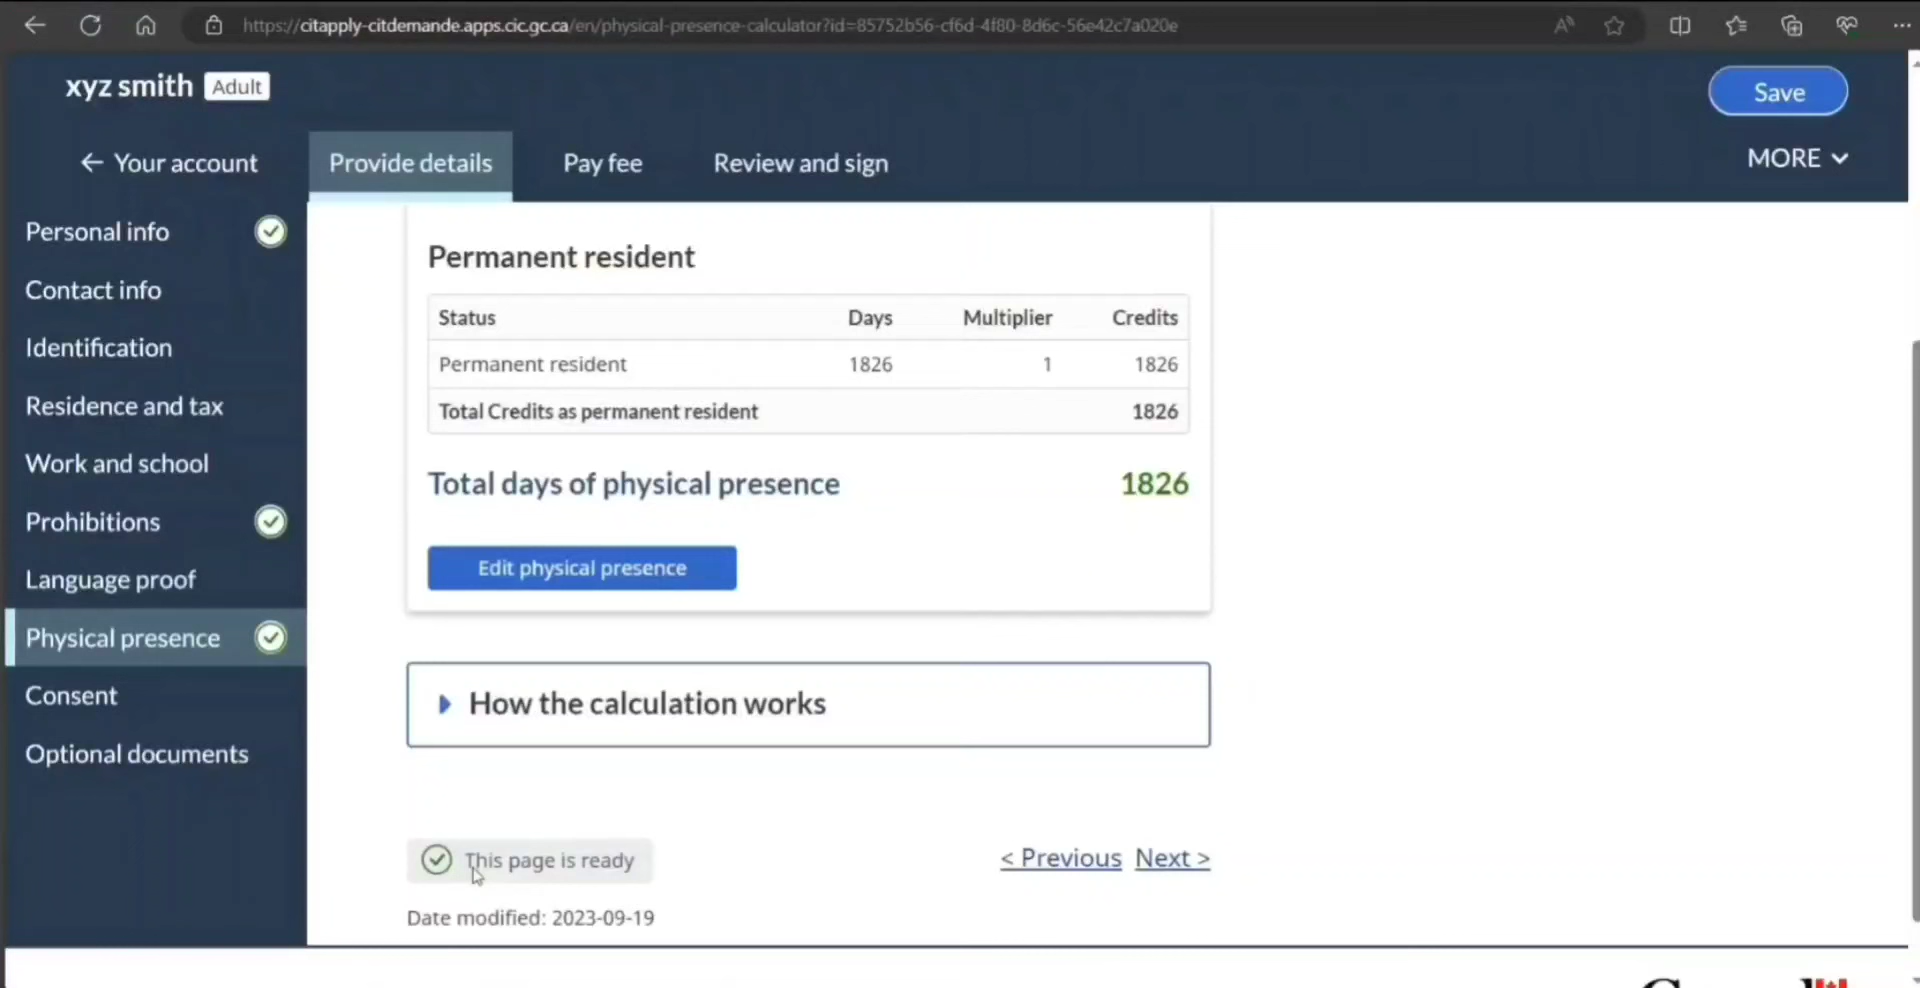 https://citapply-citdemande.apps.cic.gc.ca/en/physical-presence-calculator?id=85752b56-cf6d-4f80-8d6c-56e42c7a020e
xyz smith Adult
Save
Your account
Provide details
Pay fee
Review and sign
MORE
Personal info
Contact info
Identification
Residence and tax
Work and school
Prohibitions
Language proof
Physical presence
Consent
Optional documents
Permanent resident
Status Days Multiplier Credits
Permanent resident 1826 1 1826
Total Credits as permanent resident 1826
Total days of physical presence 1826
Edit physical presence
How the calculation works
This page is ready
< Previous Next >
Date modified: 2023-09-19